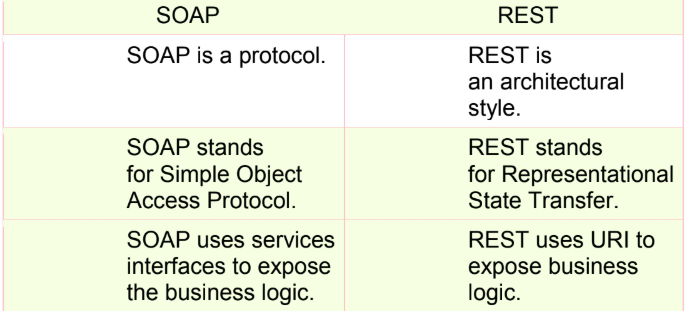 SOAP
REST
SOAP is a protocol.
REST is
an architectural
style.
SOAP stands
for Simple Object
Access Protocol.
REST stands
for Representational
State Transfer.
SOAP uses services
interfaces to expose
the business logic.
REST uses URI to
expose business
logic.